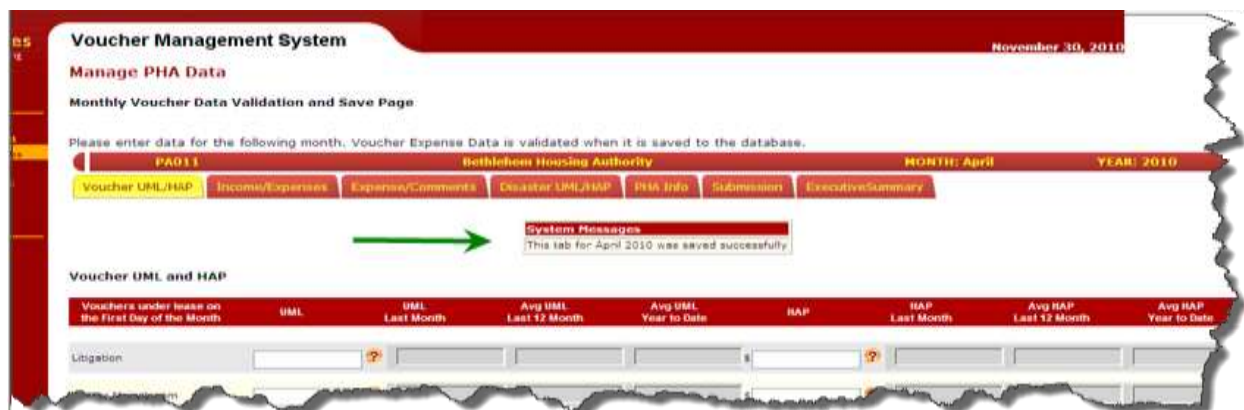 es
Voucher Management System
November 30, 2010
Manage PHA Data
Monthly Voucher Data Validation and Save Page
Please enter data for the following month. Voucher Expense Data is validated when it is saved to the database.
PA011 Bethlehem Housing Authority MONTH: April YEAR: 2010
Voucher UML/HAP Income/Expenses Expense/Comments Disaster UML/HAP PHA Info Submission ExecutiveSummary
System Messages
This tab for April 2010 was saved successfully
Voucher UML and HAP
Vouchers under lease on the First Day of the Month UML UML Last Month Avg UML Last 12 Month Avg UML Year to Date HAP HAP Last Month Avg HAP Last 12 Month Avg HAP Year to Date
Litigation ? $ ?